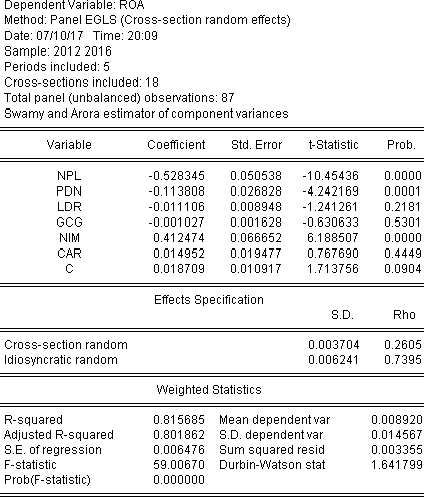 Dependent Variable: ROA
Method: Panel EGLS (Cross-section random effects)
Date: 07/10/17 Time: 20:09
Sample: 2012 2016
Periods included: 5
Cross-sections included: 18
Total panel (unbalanced) observations: 87
Swamy and Arora estimator of component variances
Variable Coefficient Std. Error t-Statistic Prob.
NPL -0.528345 0.050538 -10.45436 0.0000
PDN -0.113808 0.026828 -4.242169 0.0001
LDR -0.011106 0.008948 -1.241261 0.2181
GCG -0.001027 0.001628 -0.630633 0.5301
NIM 0.412474 0.066652 6.188507 0.0000
CAR 0.014952 0.019477 0.767690 0.4449
C 0.018709 0.010917 1.713756 0.0904
Effects Specification
S.D. Rho
Cross-section random 0.003704 0.2605
Idiosyncratic random 0.006241 0.7395
Weighted Statistics
R-squared 0.815685 Mean dependent var 0.008920
Adjusted R-squared 0.801862 S.D. dependent var 0.014567
S.E. of regression 0.006476 Sum squared resid 0.003355
F-statistic 59.00670 Durbin-Watson stat 1.641799
Prob(F-statistic) 0.000000